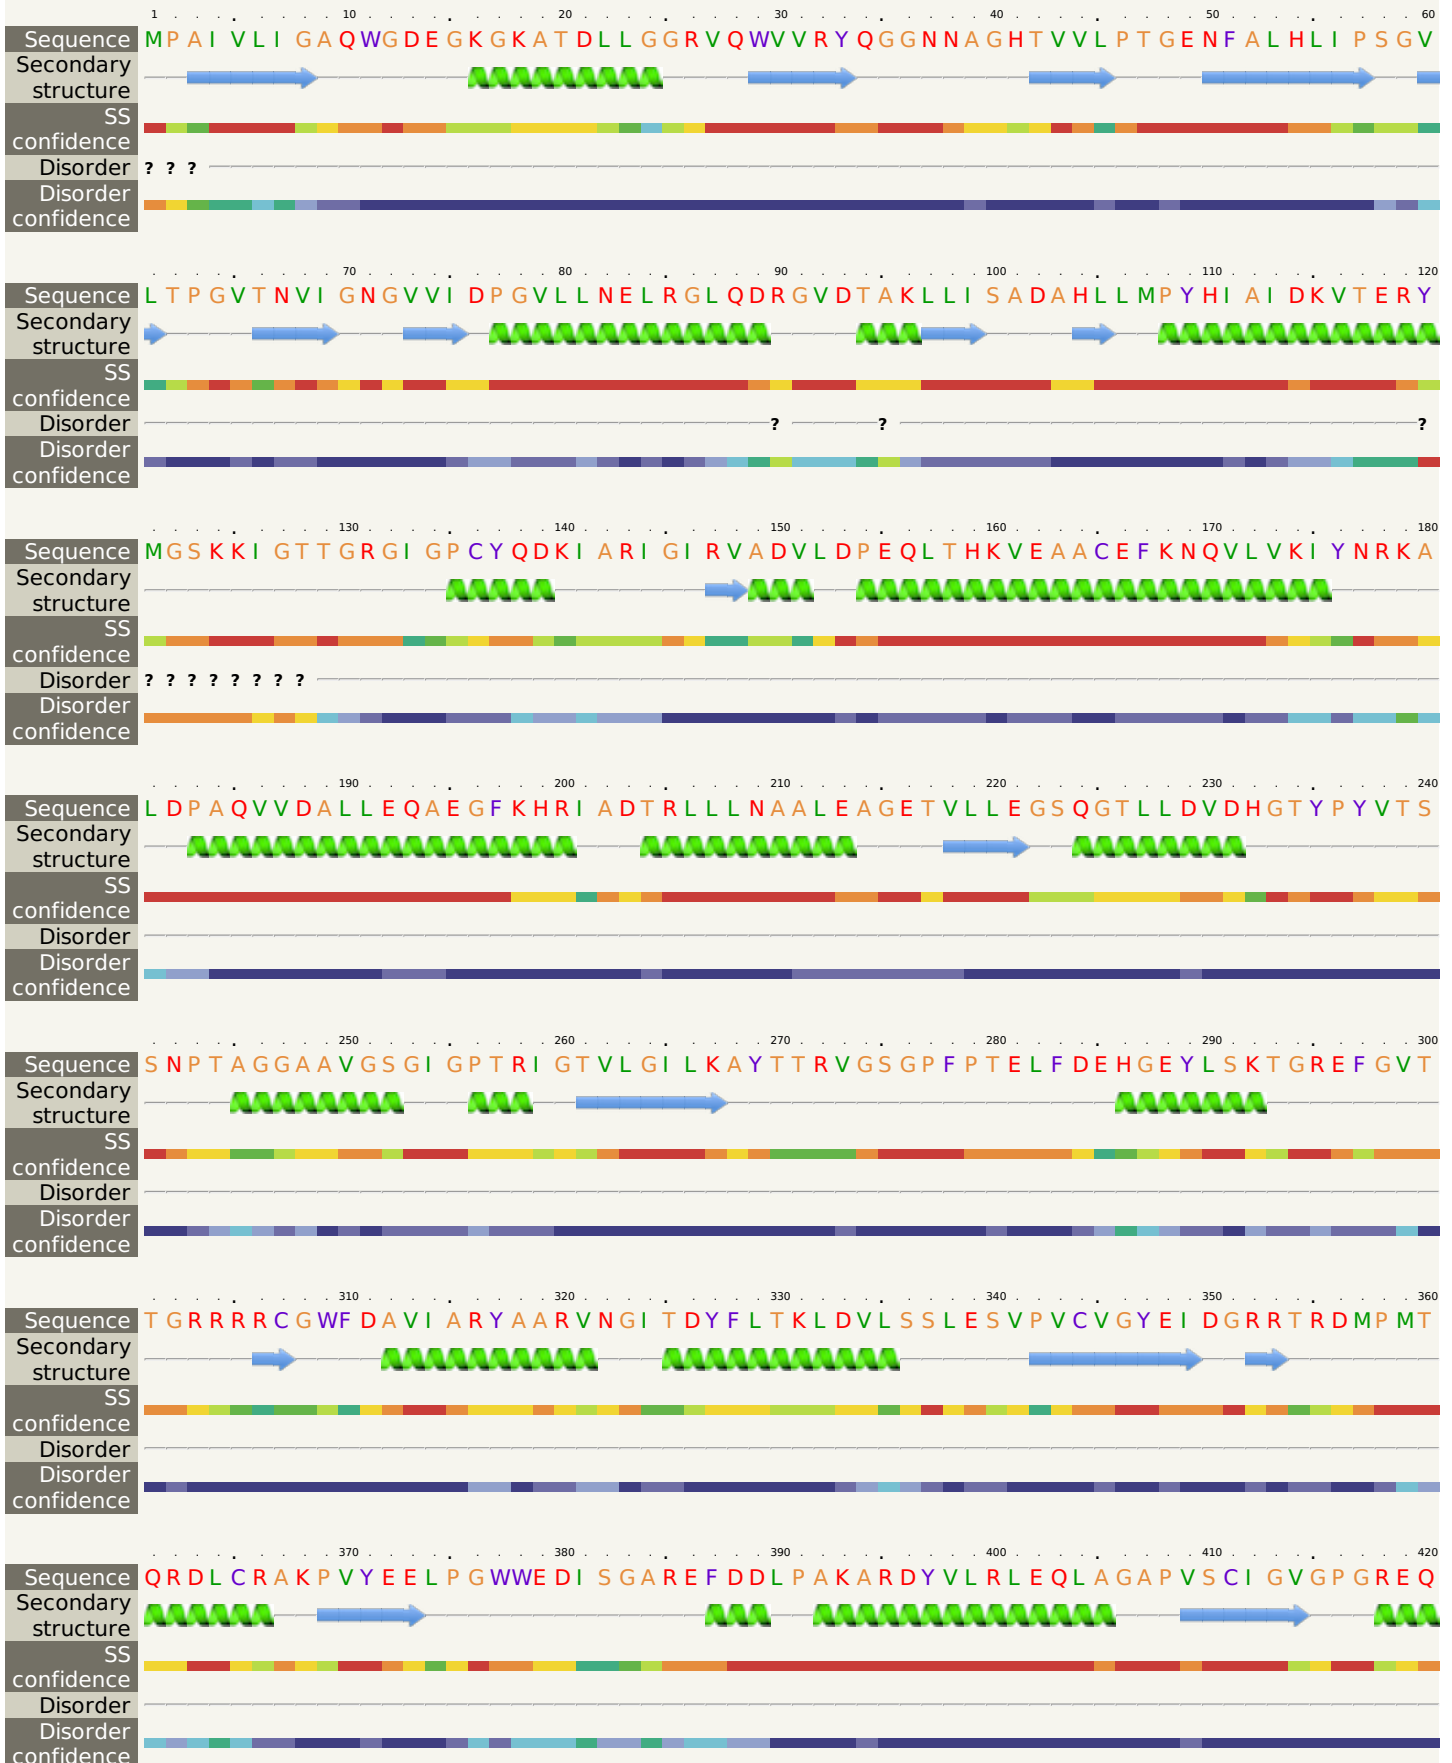 1 10 20 30 40 50 60
Sequence MPAIVLIGAQWGDEGKGKATDLLGGRVQWVVRYQGGNNAGHTVVLPTGENFALHLIPSGV
Secondary
structure
SS
confidence
Disorder ? ? ?
Disorder
confidence
70 80 90 100 110 120
Sequence LTPGVTNVIGNGVVIDPGVLLNELRGLQDRGVDTAKLLISADAHLLMPYHIAIDKVTERY
Secondary
structure
SS
confidence
Disorder ? ? ?
Disorder
confidence
130 140 150 160 170 180
Sequence MGSKKIGTTGRGIGPCYQDKIARIGIRVADVLDPEQLTHKVEAACEFKNQVLVKIYNRKA
Secondary
structure
SS
confidence
Disorder ? ? ? ? ? ? ? ?
Disorder
confidence
190 200 210 220 230 240
Sequence LDPAQVVDALLEQAEGFKHRIADTRLLLNAALEAGETVLLEGSQGTLLDVDHGTYPYVTS
Secondary
structure
SS
confidence
Disorder
Disorder
confidence
250 260 270 280 290 300
Sequence SNPTAGGAAVGSGIGPTRIGTVLGILKAYTTRVGSGPFPTELFDEHGEYLSKTGREFGVT
Secondary
structure
SS
confidence
Disorder
Disorder
confidence
310 320 330 340 350 360
Sequence TGRRRRCGWFDAVIARYAARVNGITDYFLTKLDVLSSLESVPVCVGYEIDGRRTRDMPMT
Secondary
structure
SS
confidence
Disorder
Disorder
confidence
370 380 390 400 410 420
Sequence QRDLCRAKPVYEELPGWWEDISGAREFDDLPAKARDYVLRLEQLAGAPVSCIGVGPGREQ
Secondary
structure
SS
confidence
Disorder
Disorder
confidence